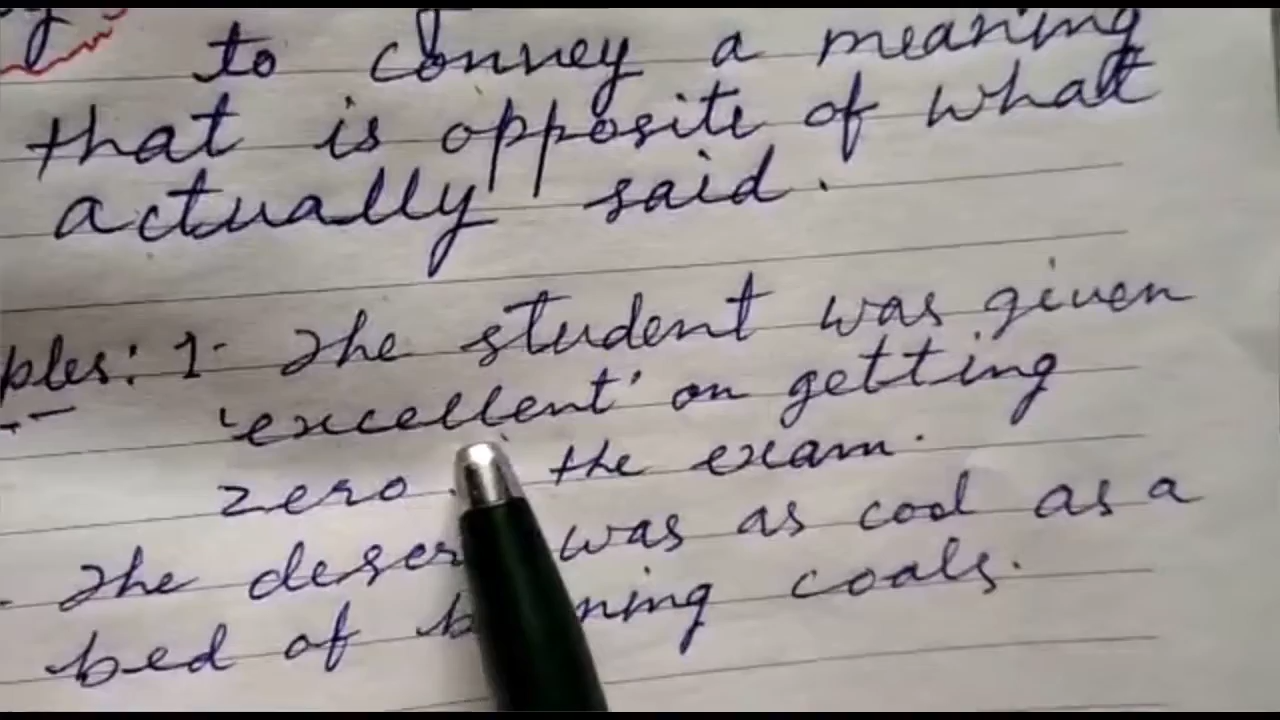 to convey a meaning
that is opposite of what
actually said.
ples: 1. The student was given
'excellent' on getting
zero the exam.
The was as cool as a
bed of coals.